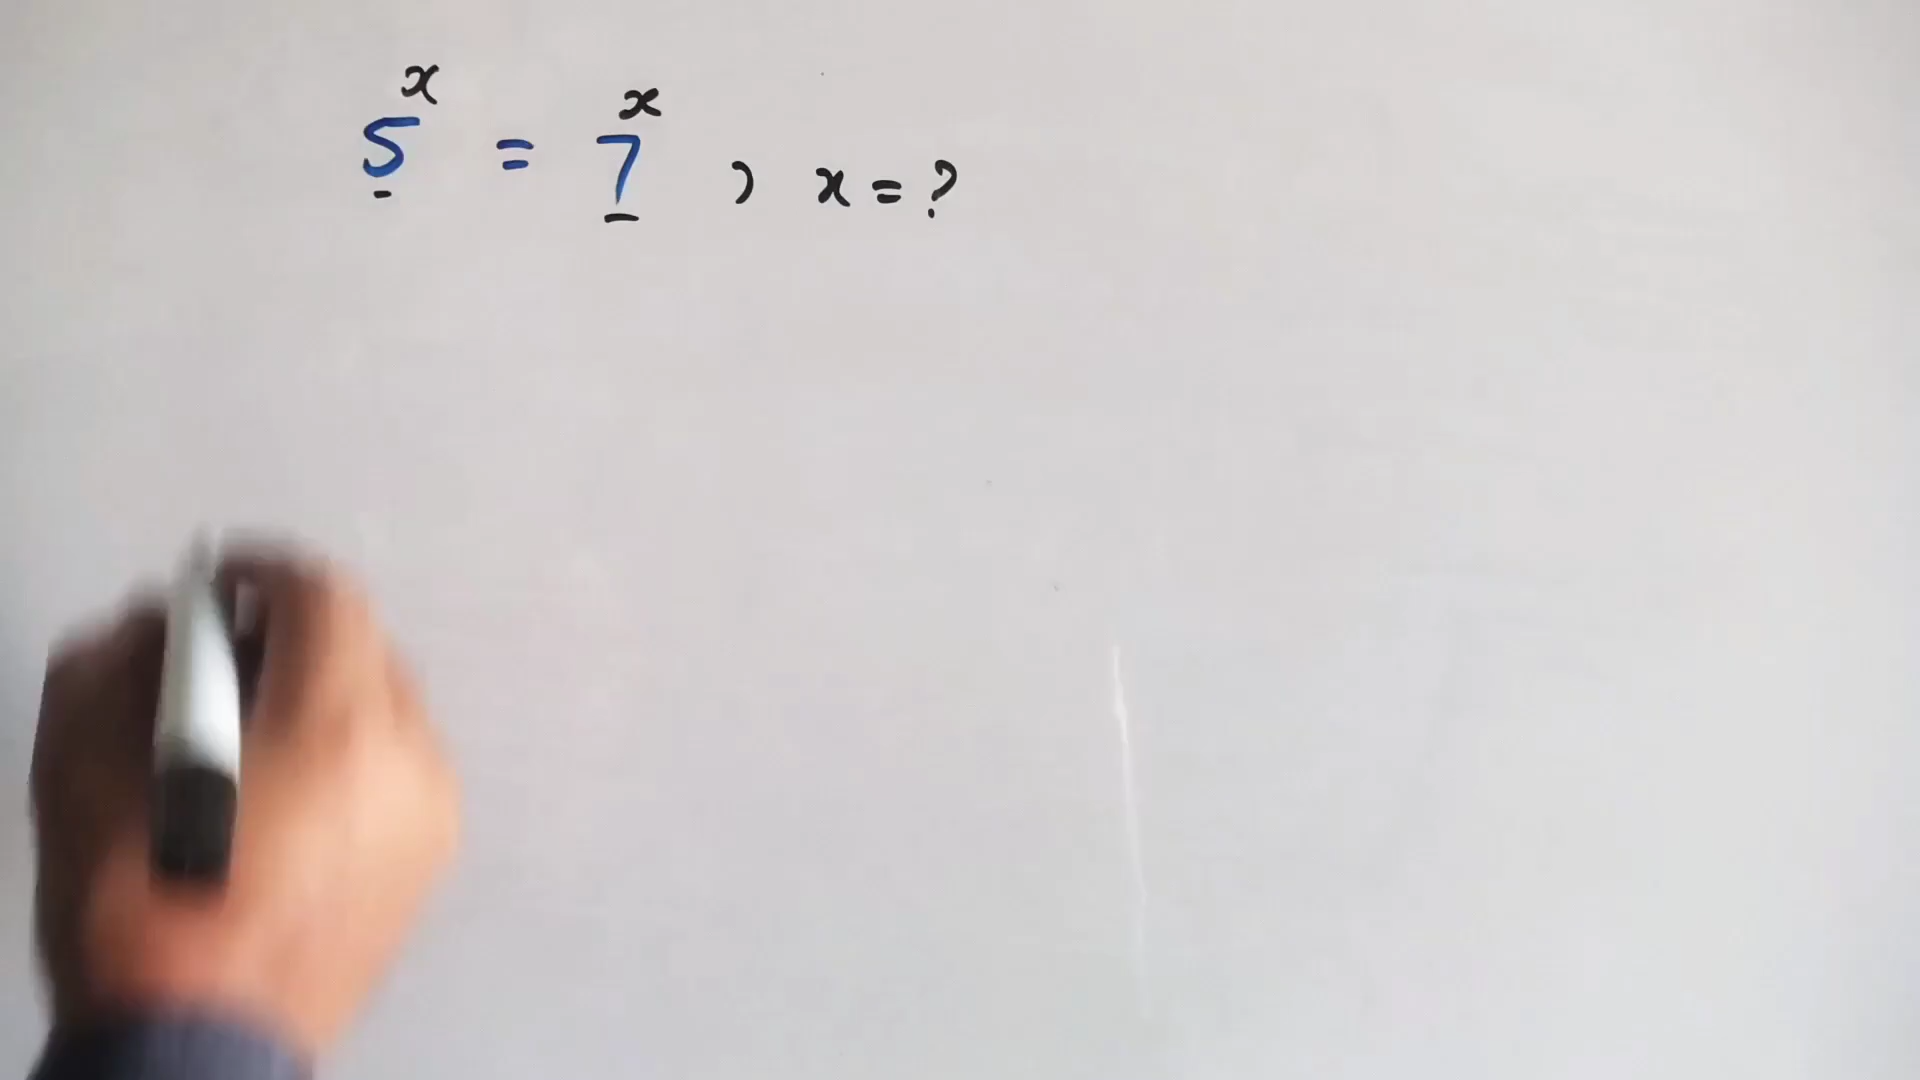 5^x = 7^x , x = ?